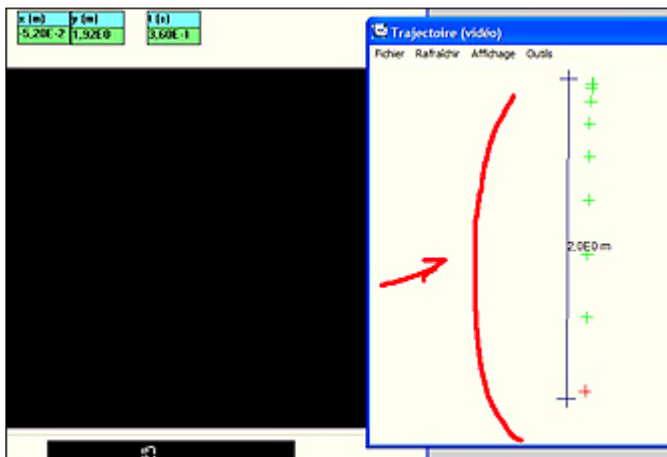 x (m) y (m) t (s)
-5,20E-2 1,92E0 3,60E-1
Trajectoire (vidéo)
Fichier Rafraîchir Affichage Outils
2,0E0 m